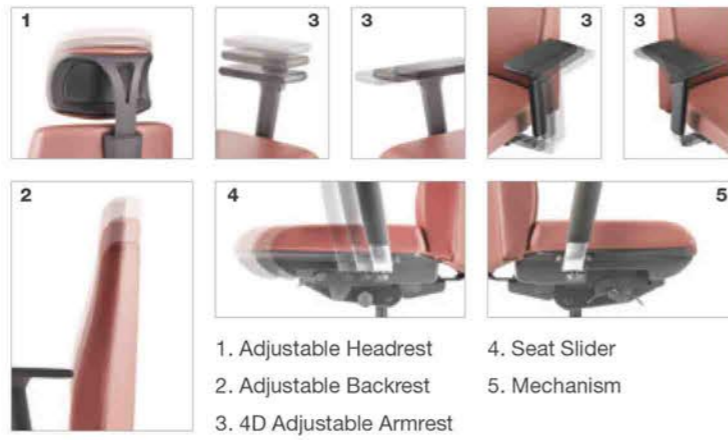 1
3
3
3
3
2
4
5
1. Adjustable Headrest
2. Adjustable Backrest
3. 4D Adjustable Armrest
4. Seat Slider
5. Mechanism